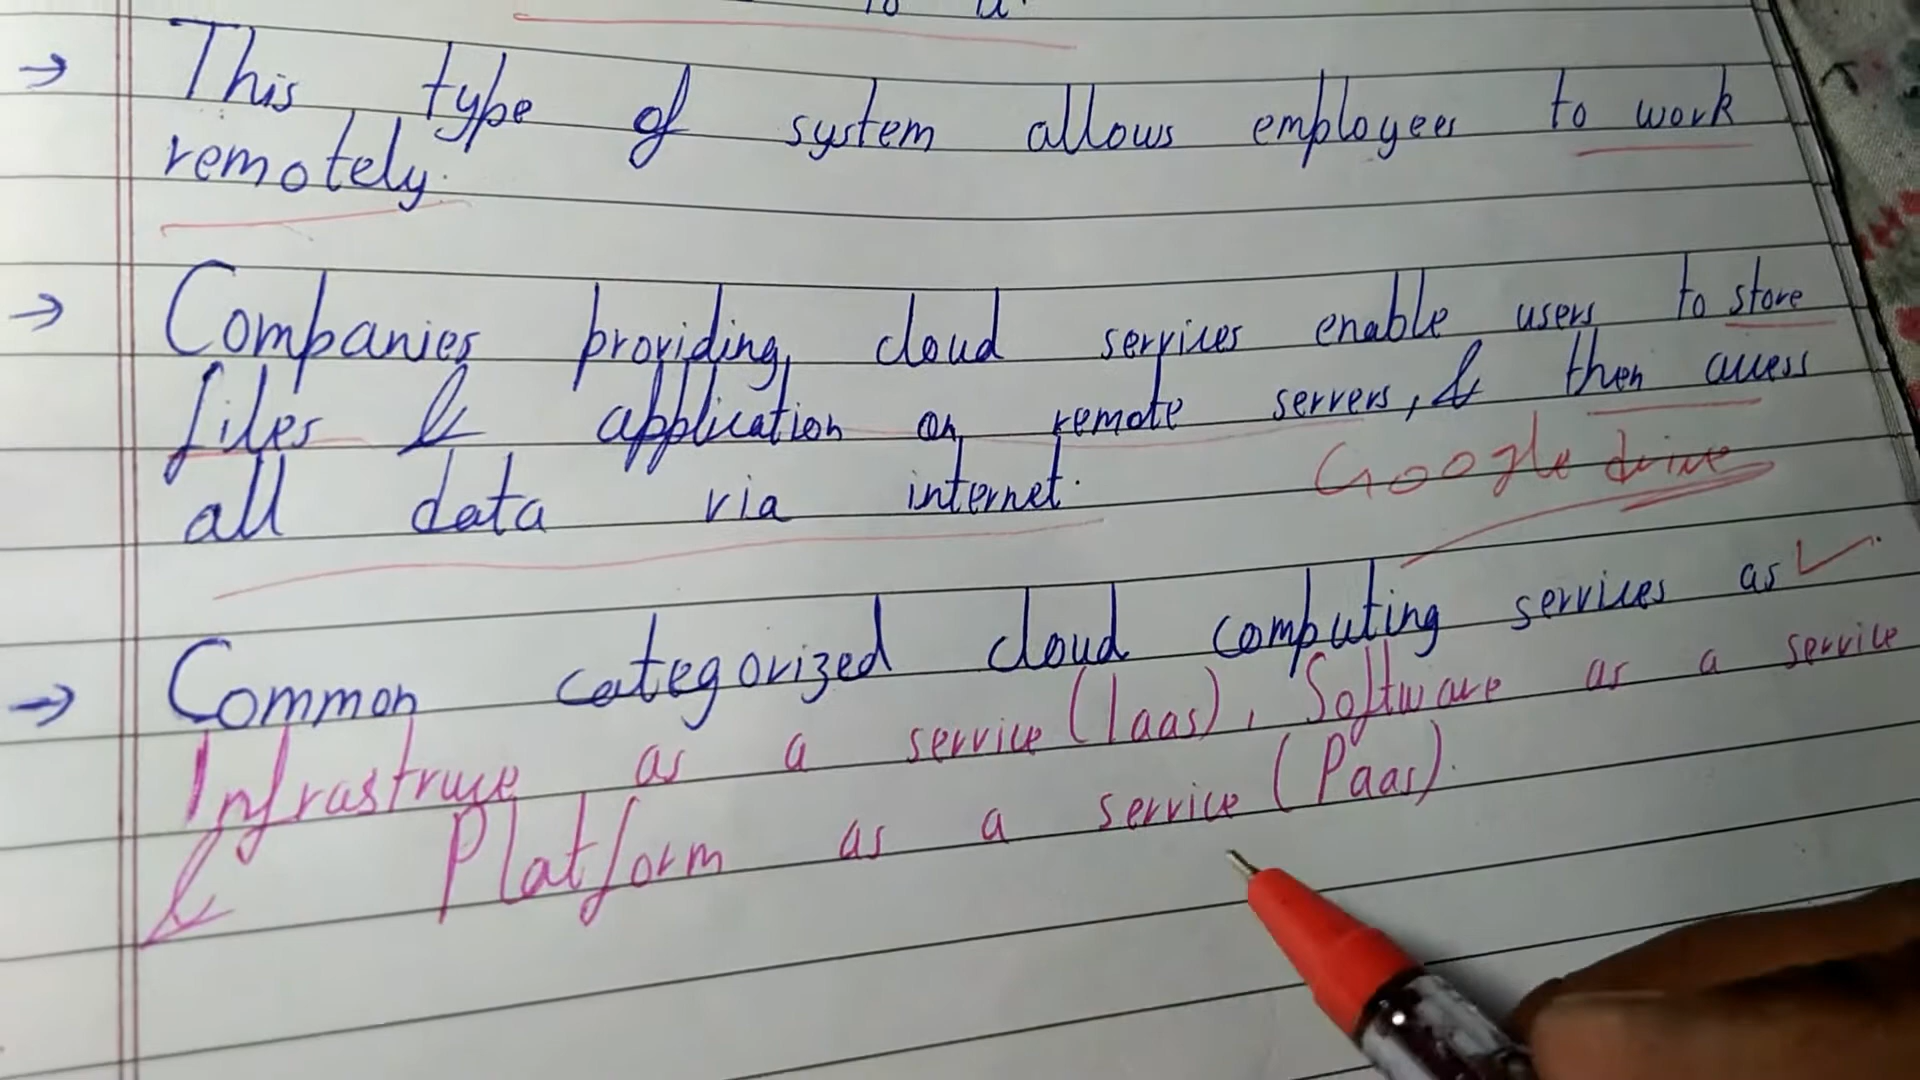 → This type of system allows employees to work
remotely.
→ Companies providing cloud services enable users to store
files & application on remote servers, & then access
all data via internet.
Google drive
→ Common categorized cloud computing services as
Infrastruce as a service (Iaas), Software as a service
& Platform as a service (Paas).